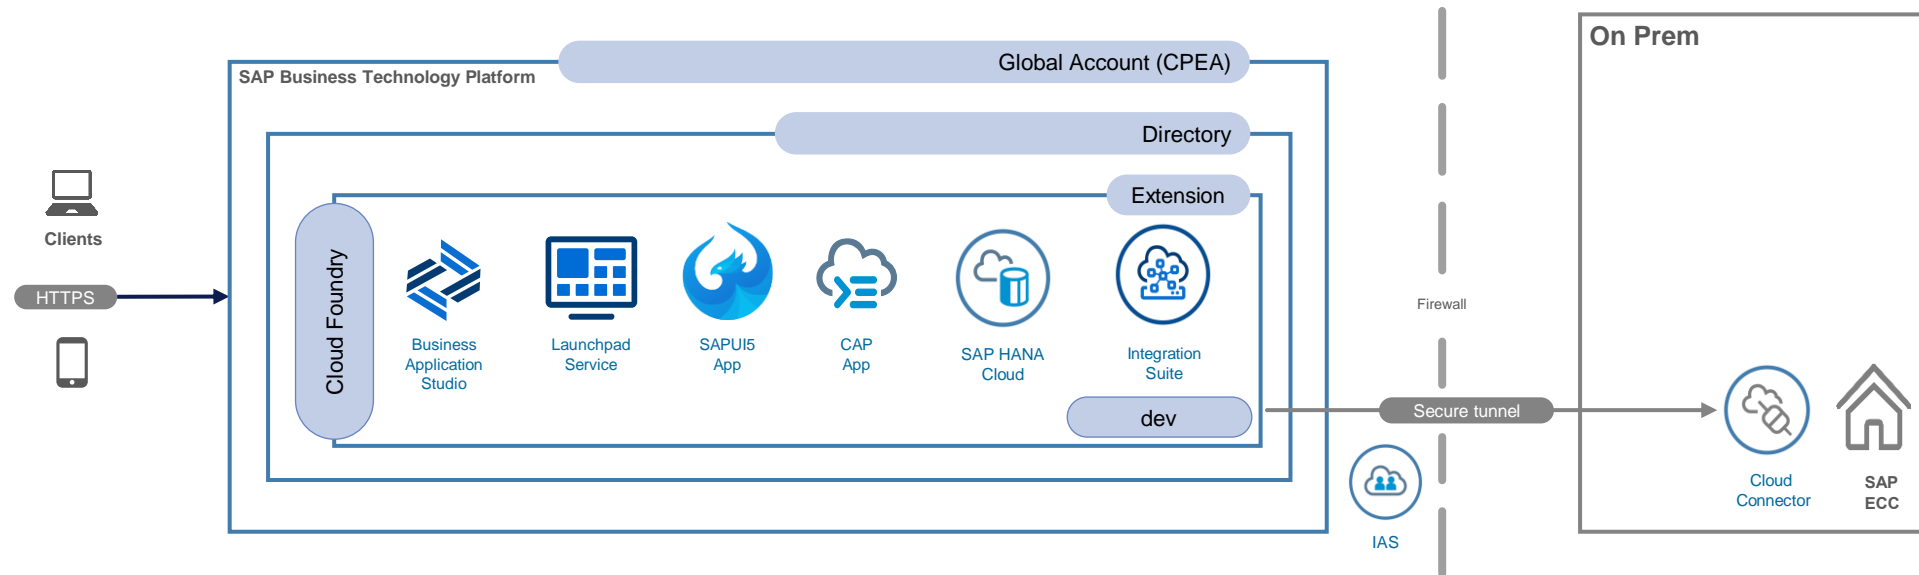 On Prem
Global Account (CPEA)
SAP Business Technology Platform
Directory
Extension
Clients
HTTPS
Cloud Foundry
Business
Application
Studio
Launchpad
Service
SAPUI5
App
CAP
App
SAP HANA
Cloud
Integration
Suite
dev
Firewall
Secure tunnel
IAS
Cloud
Connector
SAP
ECC